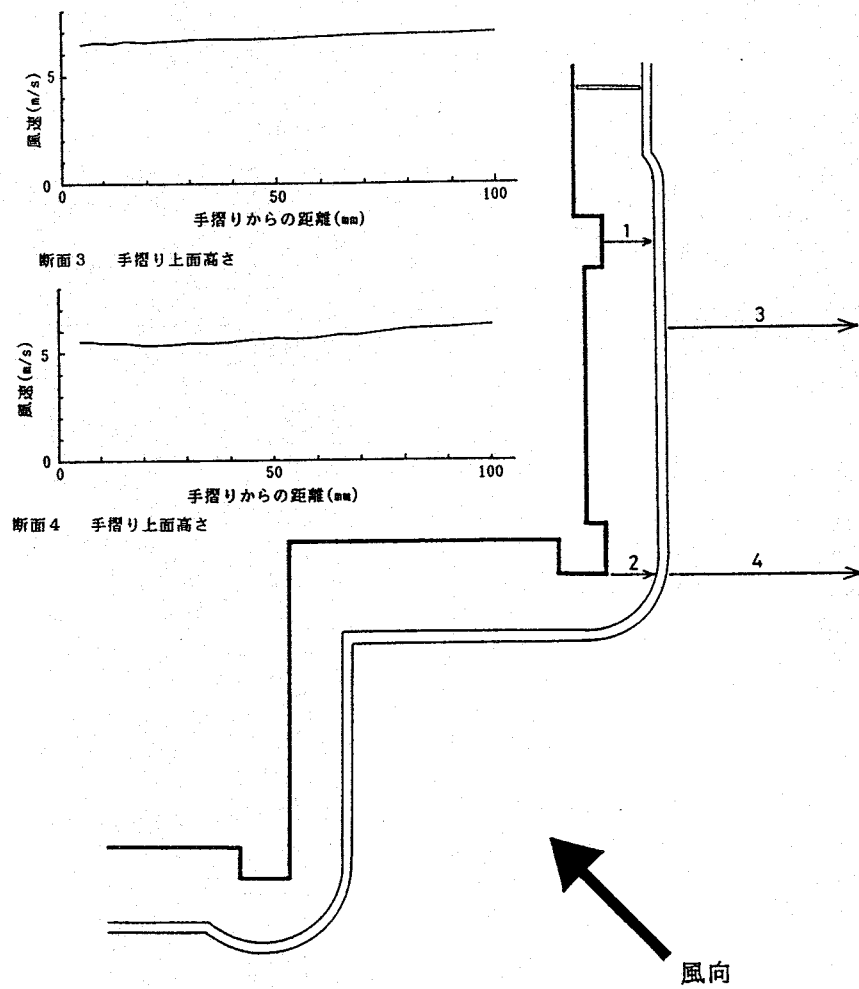 5
0
風速(m/s)
0
50
100
手摺りからの距離(mm)
断面3 手摺り上面高さ
5
0
風速(m/s)
0
50
100
手摺りからの距離(mm)
断面4 手摺り上面高さ
1
3
2
4
風向